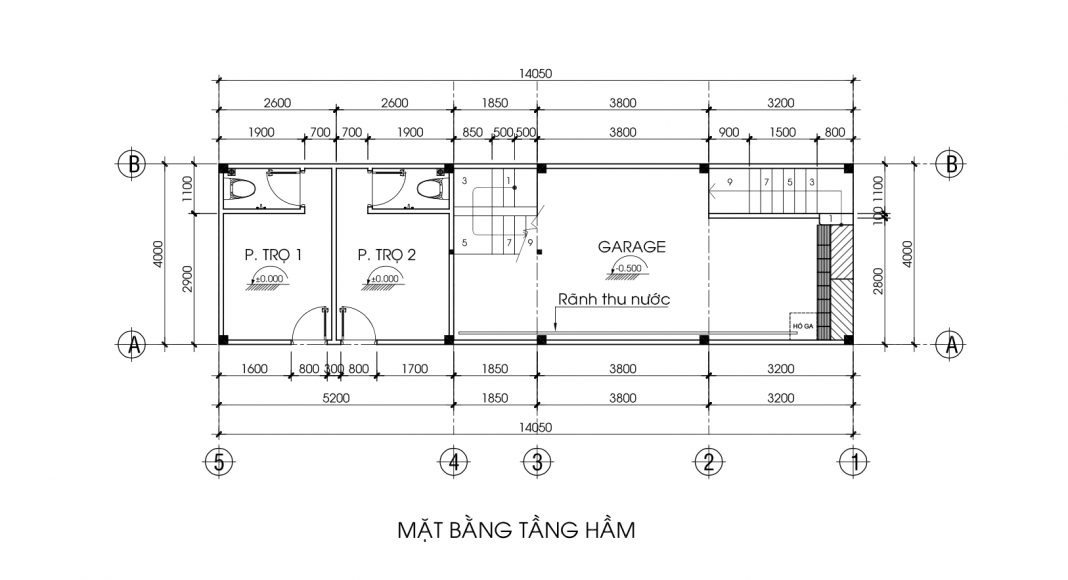 14050
2600 2600 1850 3800 3200
1900 700 700 1900 850 500 500 3800 900 1500 800
B B
1100 3 1 9 7 5 3 1100
4000 1 100 4000
5 7 9
P. TRỌ 1 P. TRỌ 2 GARAGE
±0.000 ±0.000 -0.500
2900 2800
Rãnh thu nước
HỐ GA
A A
1600 800 300 800 1700 1850 3800 3200
5200 1850 3800 3200
14050
5 4 3 2 1
MẶT BẰNG TẦNG HẦM